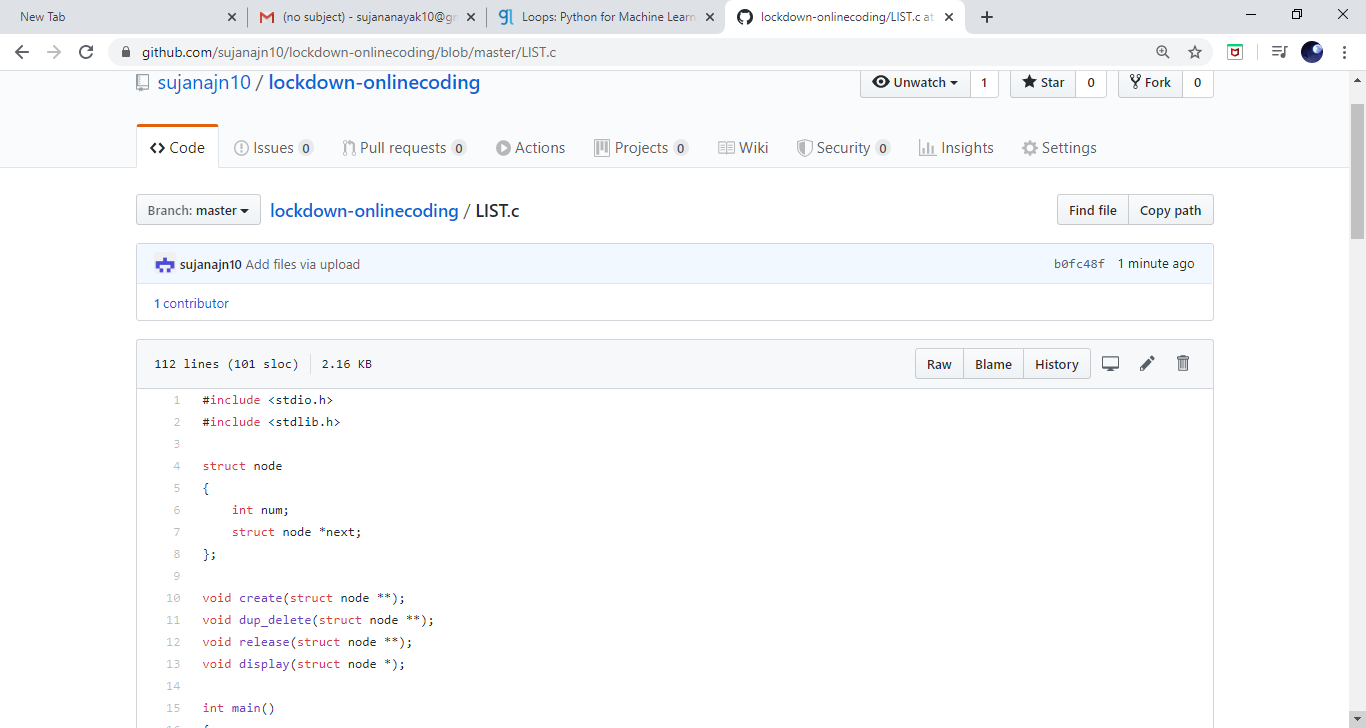 New Tab
(no subject) - sujananayak10@gm
Loops: Python for Machine Learn
lockdown-onlinecoding/LIST.c at
github.com/sujanajn10/lockdown-onlinecoding/blob/master/LIST.c
sujanajn10 / lockdown-onlinecoding
Unwatch 1 Star 0 Fork 0
Code Issues 0 Pull requests 0 Actions Projects 0 Wiki Security 0 Insights Settings
Branch: master lockdown-onlinecoding / LIST.c Find file Copy path
sujanajn10 Add files via upload b0fc48f 1 minute ago
1 contributor
112 lines (101 sloc) 2.16 KB Raw Blame History
1 #include <stdio.h>
2 #include <stdlib.h>
3
4 struct node
5 {
6 int num;
7 struct node *next;
8 };
9
10 void create(struct node **);
11 void dup_delete(struct node **);
12 void release(struct node **);
13 void display(struct node *);
14
15 int main()